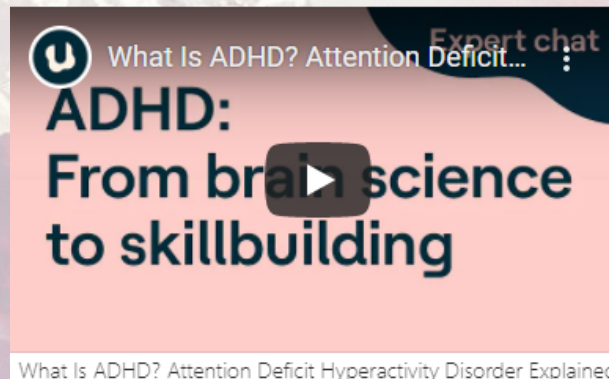 Expert chat
What Is ADHD? Attention Deficit...
ADHD:
From brain science
to skillbuilding
What Is ADHD? Attention Deficit Hyperactivity Disorder Explained